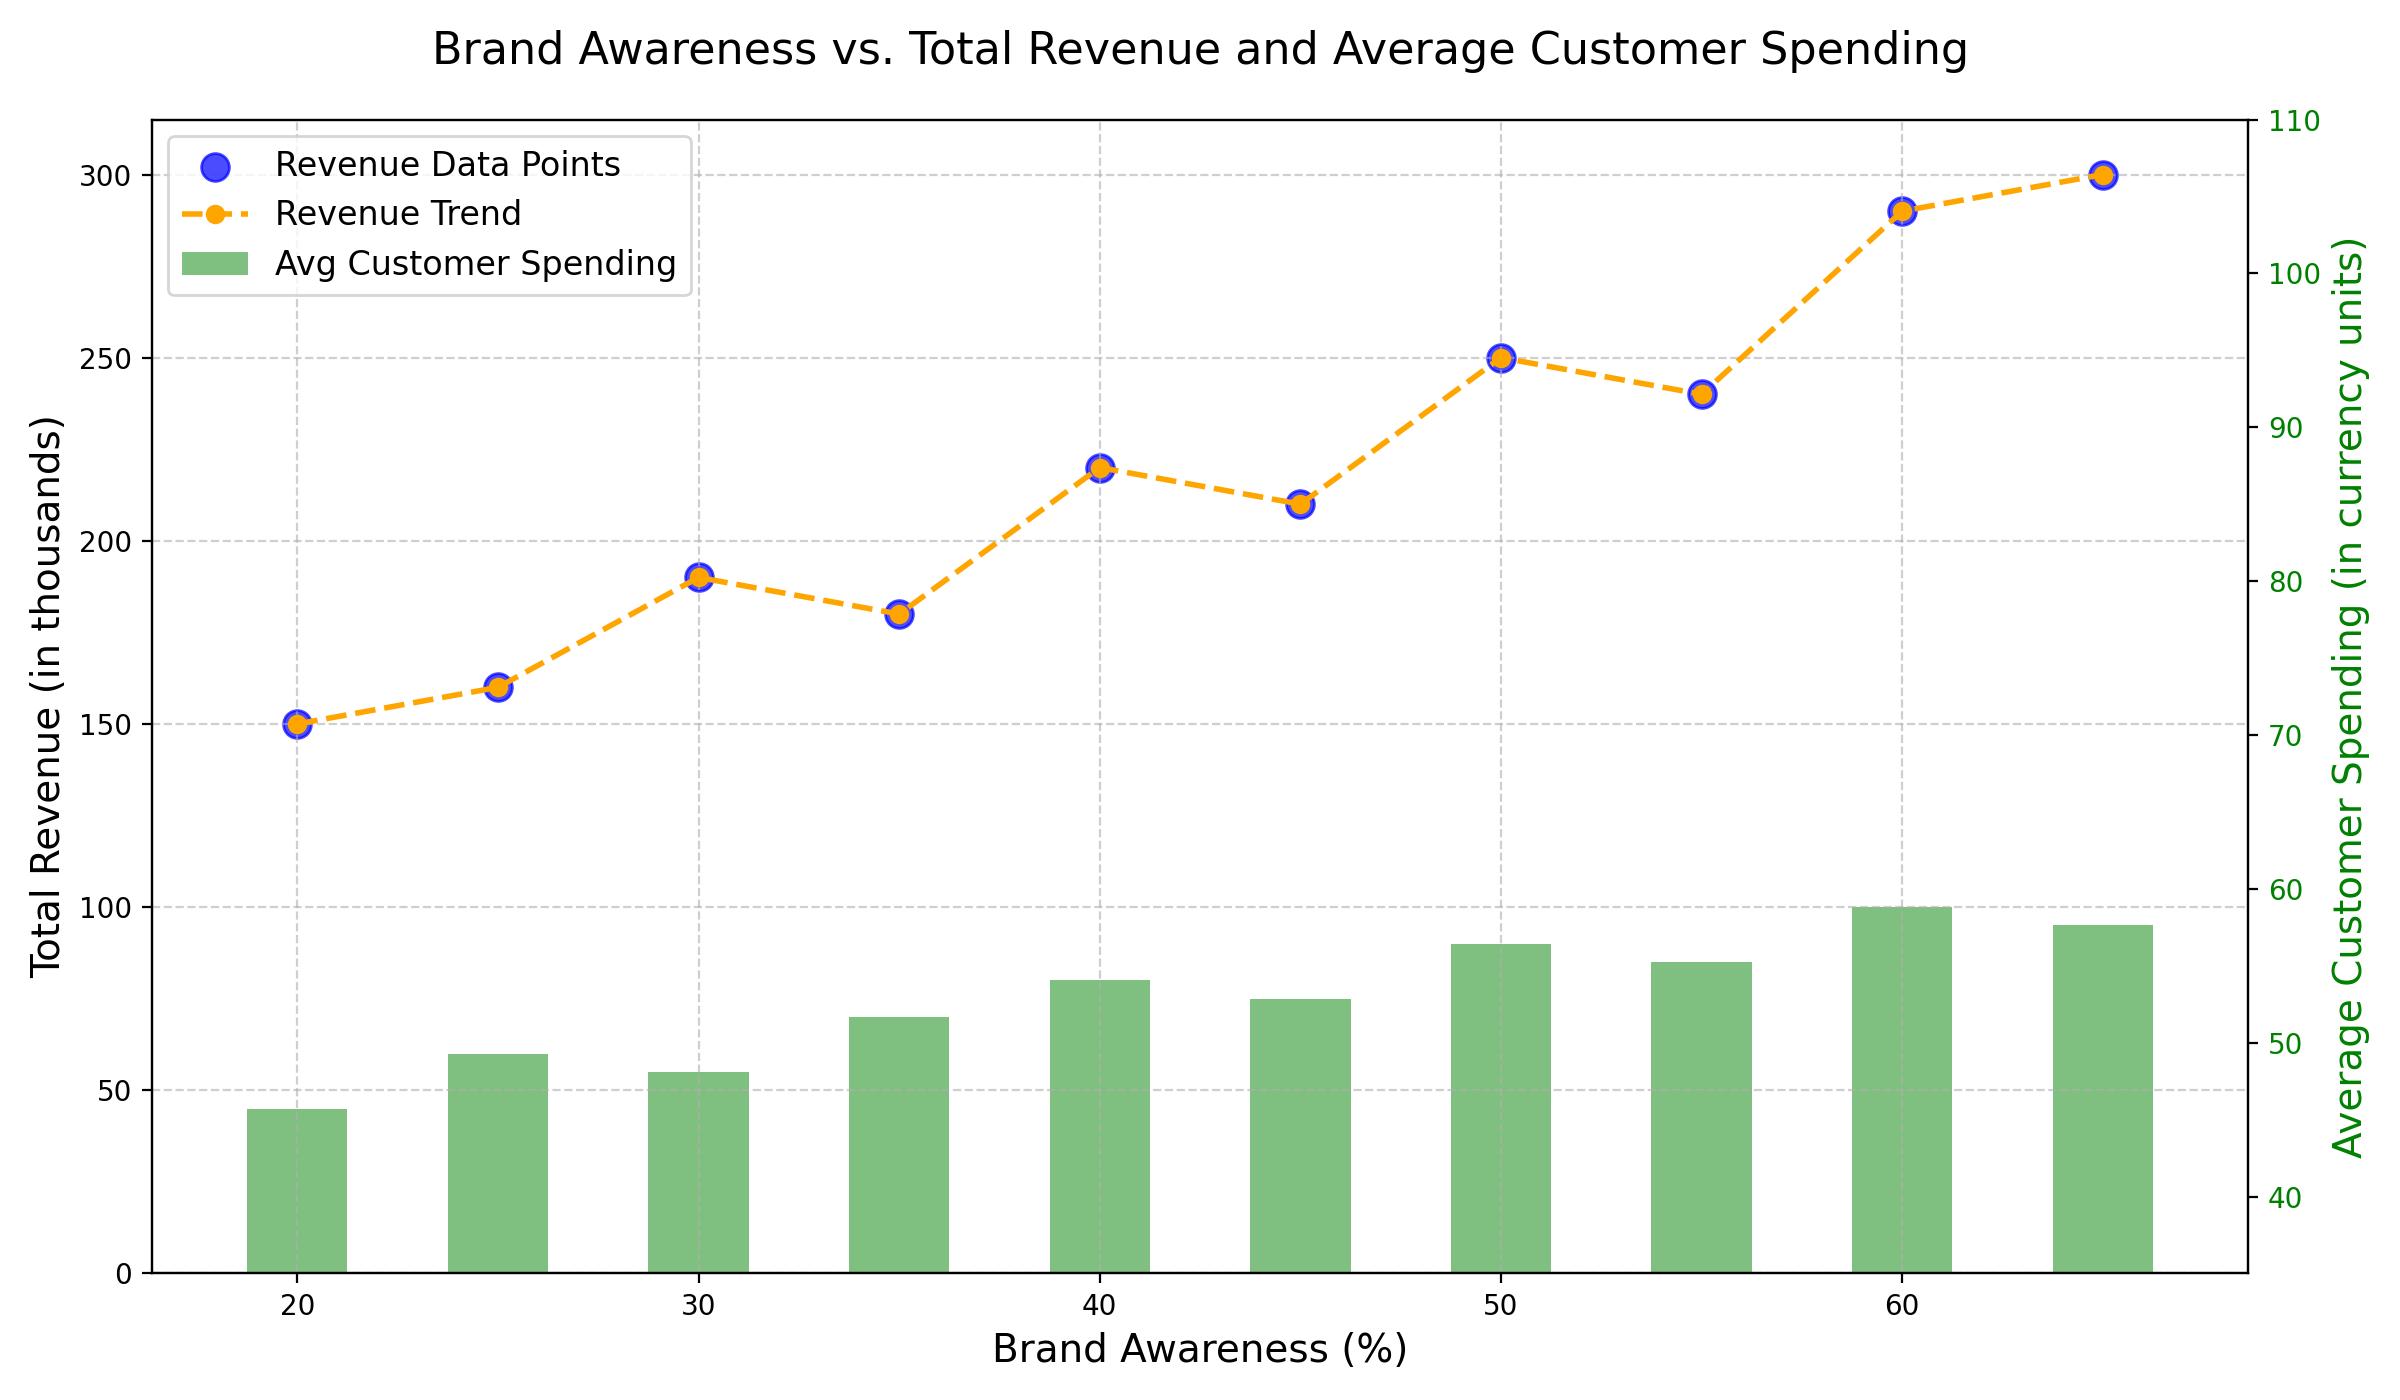 Brand Awareness vs. Total Revenue and Average Customer Spending
Revenue Data Points
Revenue Trend
Avg Customer Spending
Total Revenue (in thousands)
300
250
200
150
100
50
0
110
100
90
80
70
60
50
40
Average Customer Spending (in currency units)
20 30 40 50 60
Brand Awareness (%)